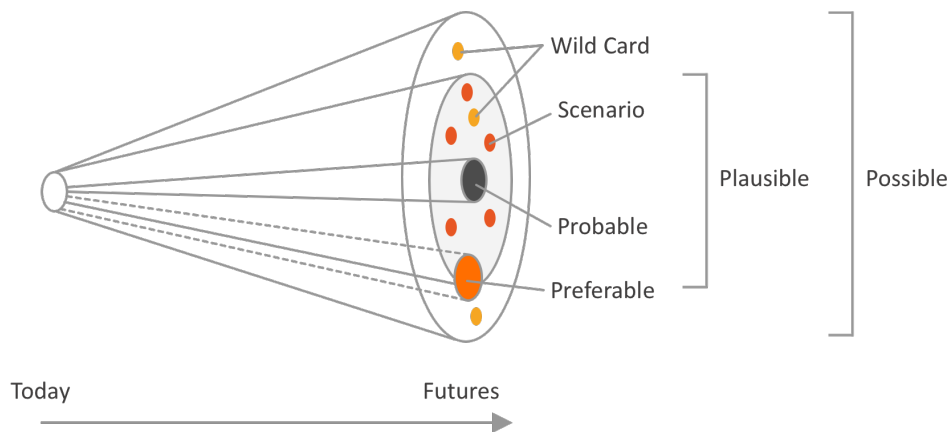 Wild Card
Scenario
Plausible
Possible
Probable
Preferable
Today
Futures